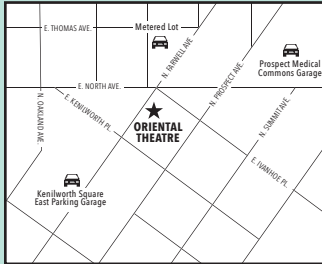 E. THOMAS AVE.
Metered Lot
N. FARWELL AVE
Prospect Medical
Commons Garage
E. NORTH AVE.
N. PROSPECT AVE.
N. OAKLAND AVE.
E. KENILWORTH PL.
ORIENTAL
THEATRE
N. SUMMIT AVE
E. IVANHOE PL.
Kenilworth Square
East Parking Garage